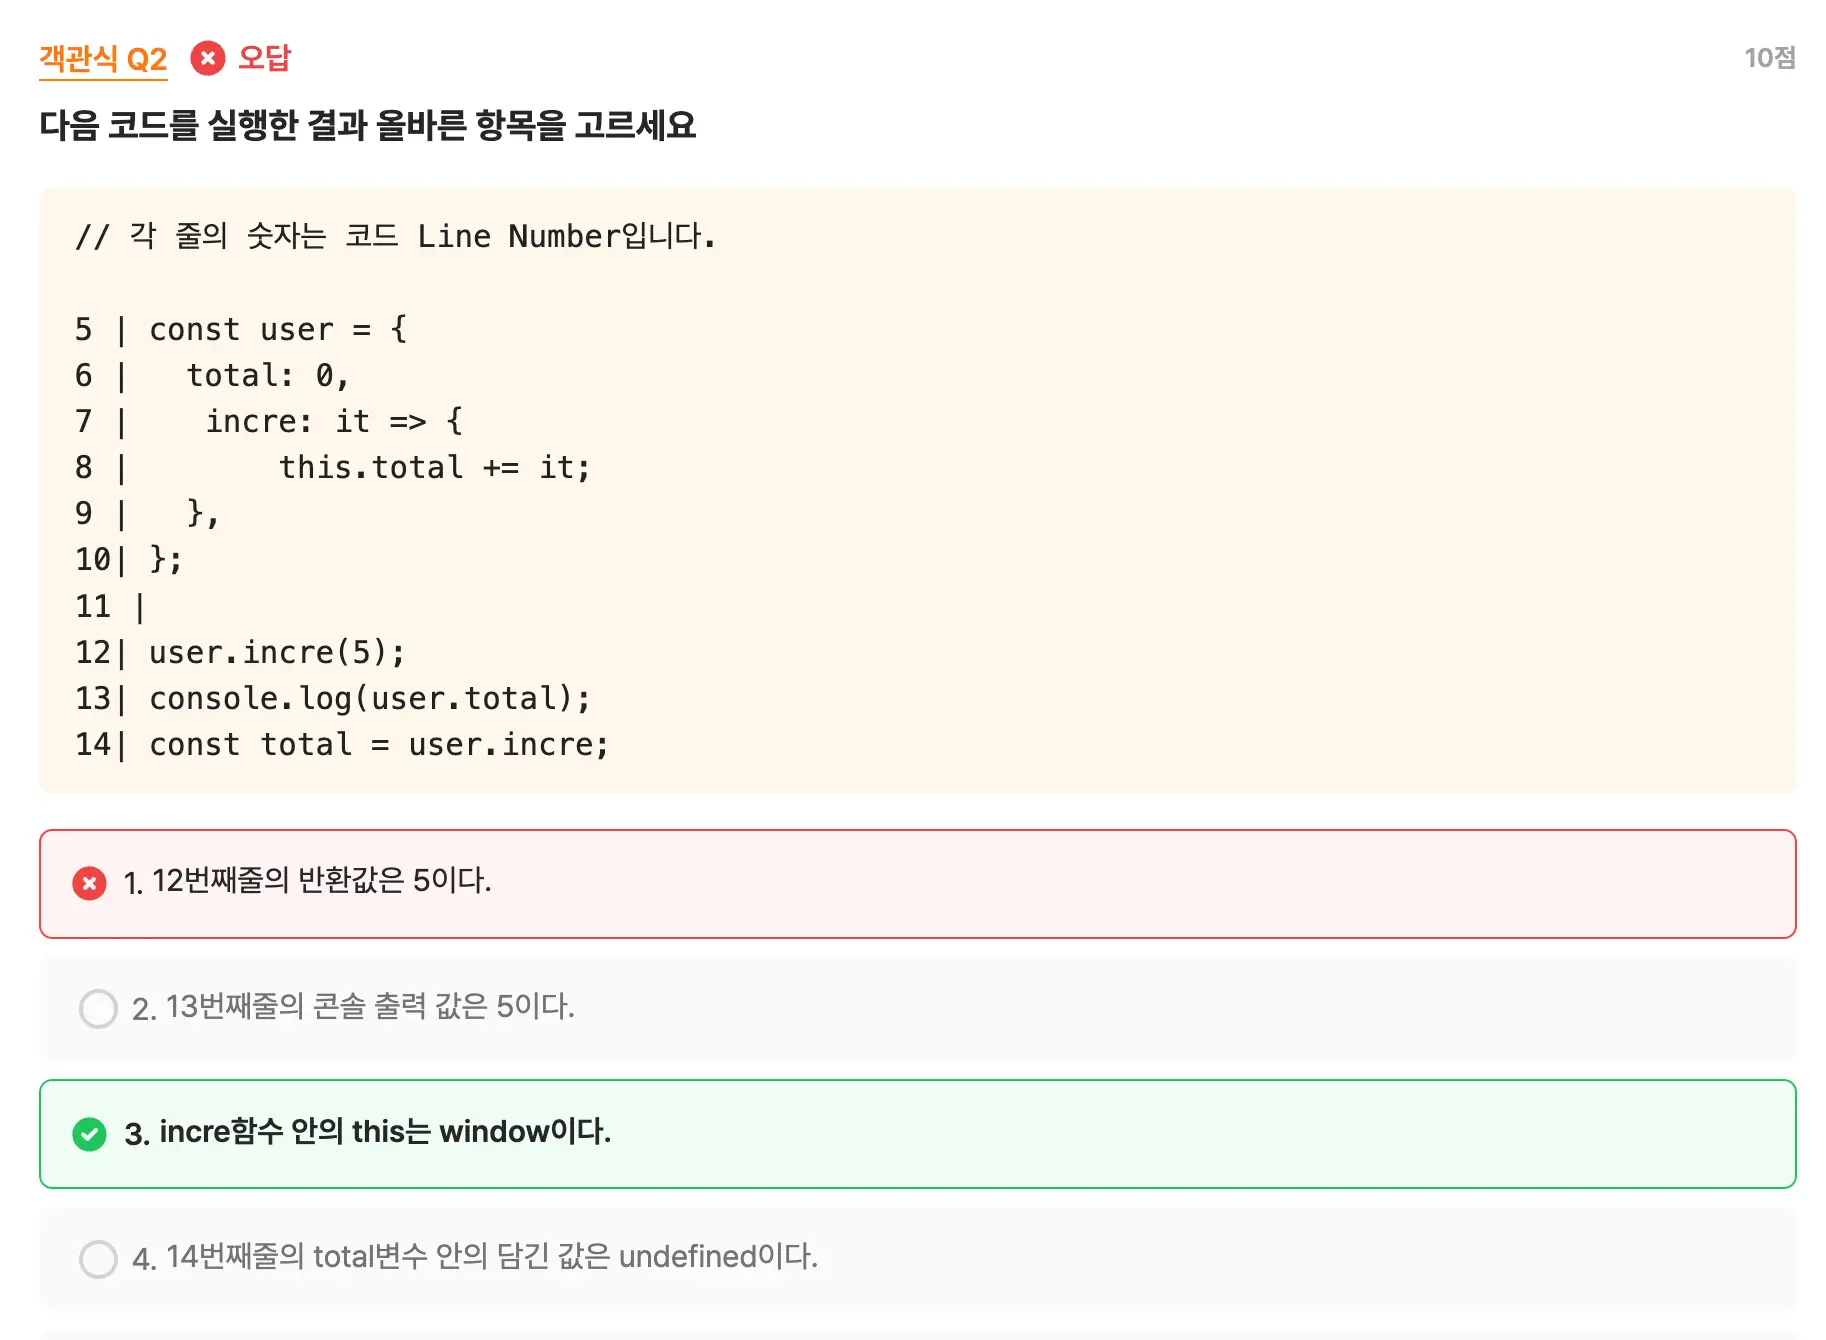 객관식 Q2 오답 10점
다음 코드를 실행한 결과 올바른 항목을 고르세요
// 각 줄의 숫자는 코드 Line Number입니다.
5 | const user = {
6 |   total: 0,
7 |    incre: it => {
8 |        this.total += it;
9 |   },
10| };
11 |
12| user.incre(5);
13| console.log(user.total);
14| const total = user.incre;
1. 12번째줄의 반환값은 5이다.
2. 13번째줄의 콘솔 출력 값은 5이다.
3. incre함수 안의 this는 window이다.
4. 14번째줄의 total변수 안의 담긴 값은 undefined이다.